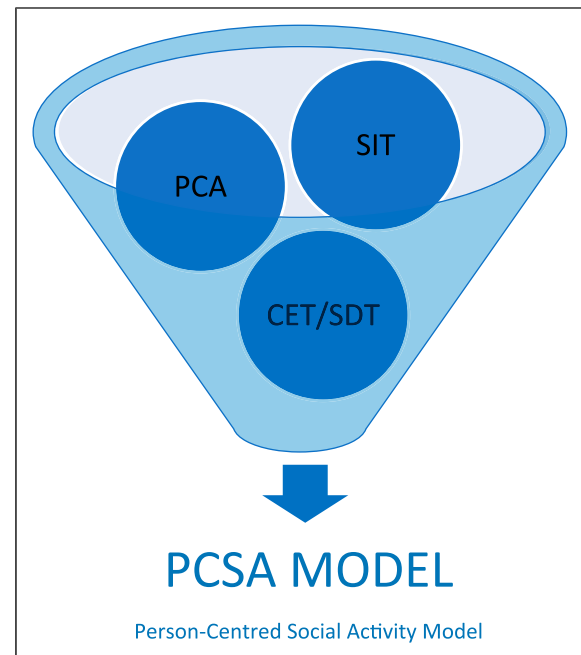 SIT
PCA
CET/SDT
PCSA MODEL
Person-Centred Social Activity Model